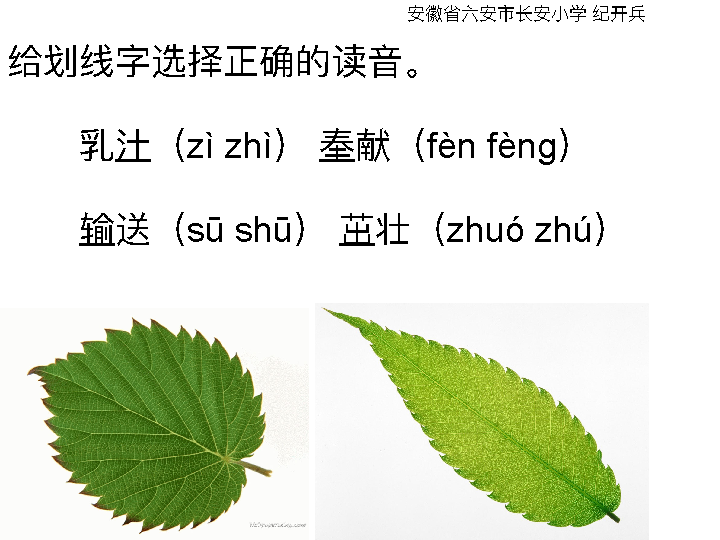 安徽省六安市长安小学 纪开兵
给划线字选择正确的读音。
乳汁（zì zhì） 奉献（fèn fèng）
输送（sū shū） 茁壮（zhuó zhú）